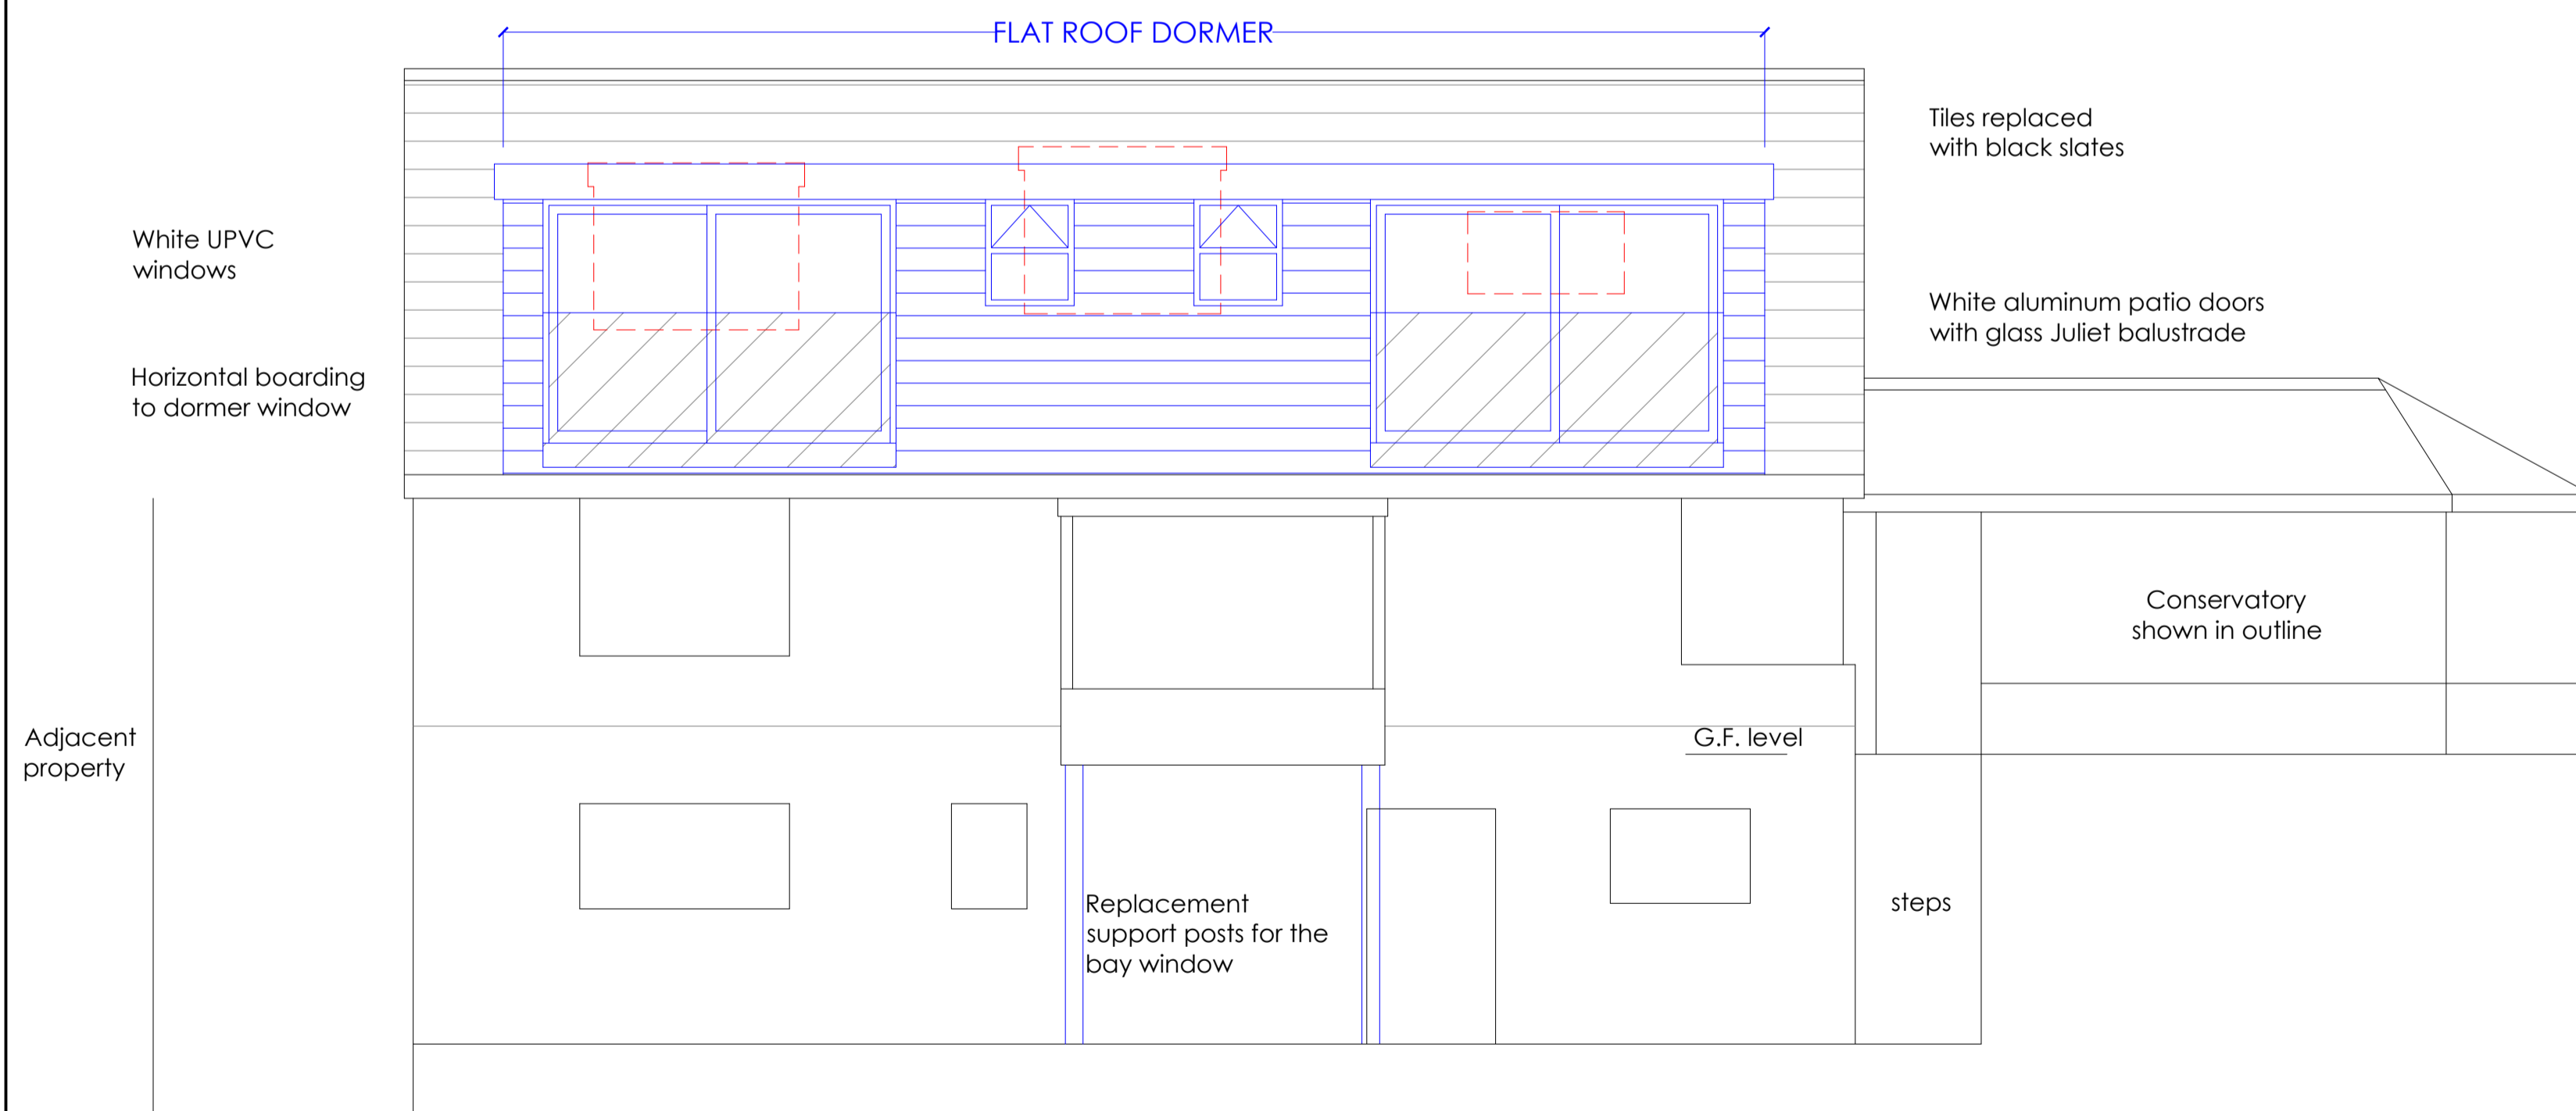 FLAT ROOF DORMER
Tiles replaced
with black slates
White UPVC
windows
White aluminum patio doors
with glass Juliet balustrade
Horizontal boarding
to dormer window
Conservatory
shown in outline
Adjacent
property
G.F. level
Replacement
support posts for the
bay window
steps